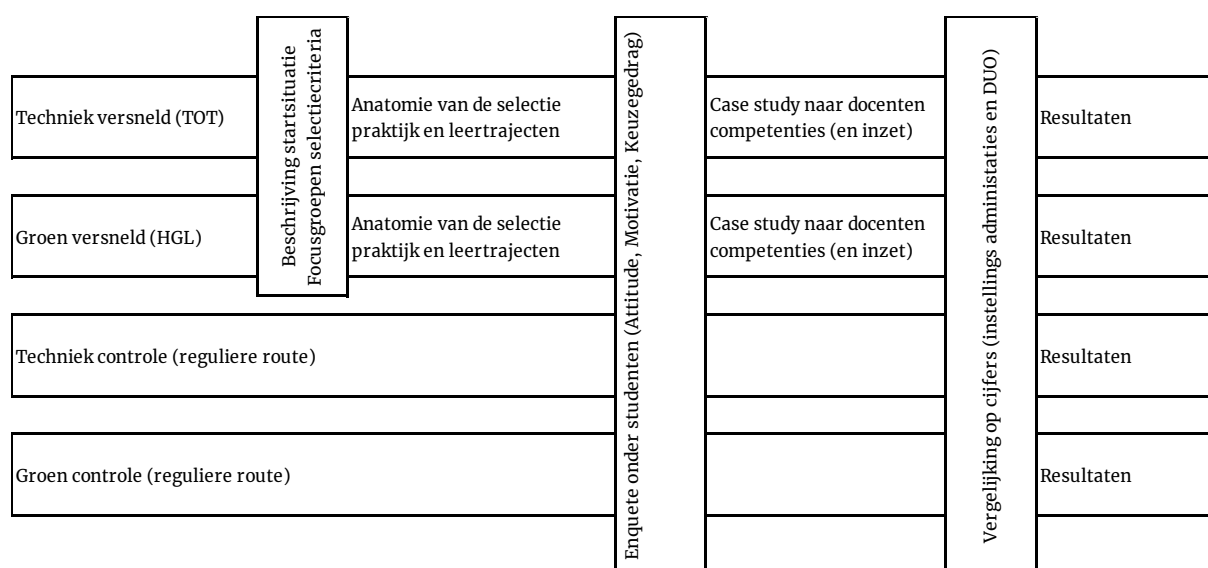 Techniek versneld (TOT)
Beschrijving startsituatie
Focusgroepen selectiecriteria
Anatomie van de selectie
praktijk en leertrajecten
Enquete onder studenten (Attitude, Motivatie, Keuzegedrag)
Case study naar docenten
competenties (en inzet)
Vergelijking op cijfers (instellings administaties en DUO)
Resultaten
Groen versneld (HGL)
Anatomie van de selectie
praktijk en leertrajecten
Case study naar docenten
competenties (en inzet)
Resultaten
Techniek controle (reguliere route)
Resultaten
Groen controle (reguliere route)
Resultaten